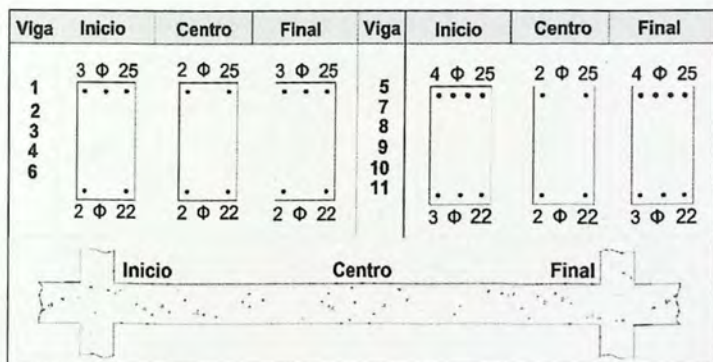 Viga Inicio Centro Final Viga Inicio Centro Final
3 Φ 25 2 Φ 25 3 Φ 25 4 Φ 25 2 Φ 25 4 Φ 25
1 5
2 7
3 8
4 9
6 10
11
2 Φ 22 2 Φ 22 2 Φ 22 3 Φ 22 2 Φ 22 3 Φ 22
Inicio Centro Final